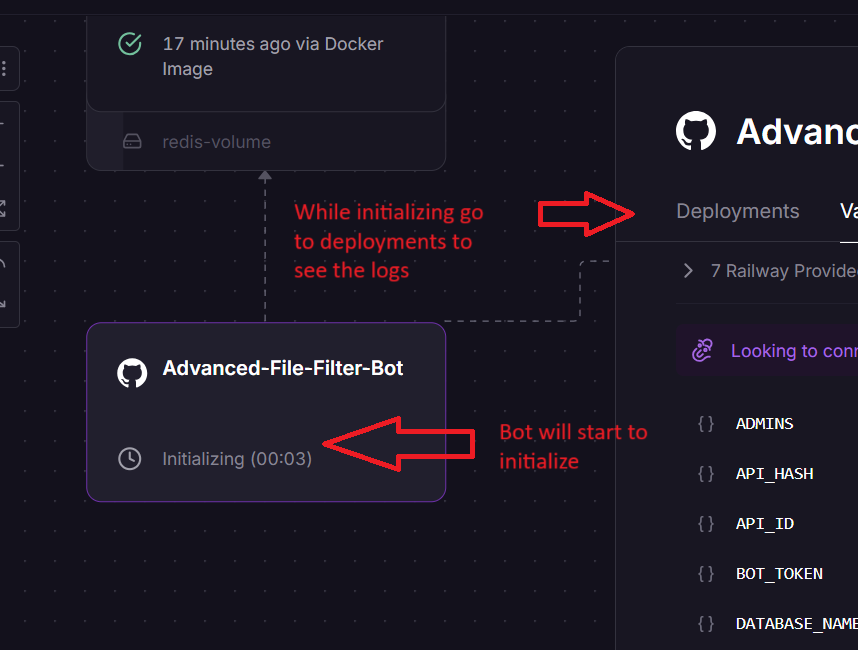 17 minutes ago via Docker
Image
redis-volume
While initializing go
to deployments to
see the logs
Advanced-File-Filter-Bot
Initializing (00:03)
Bot will start to
initialize
Advanc
Deployments
Va
7 Railway Provide
Looking to conn
{} ADMINS
{} API_HASH
{} API_ID
{} BOT_TOKEN
{} DATABASE_NAME